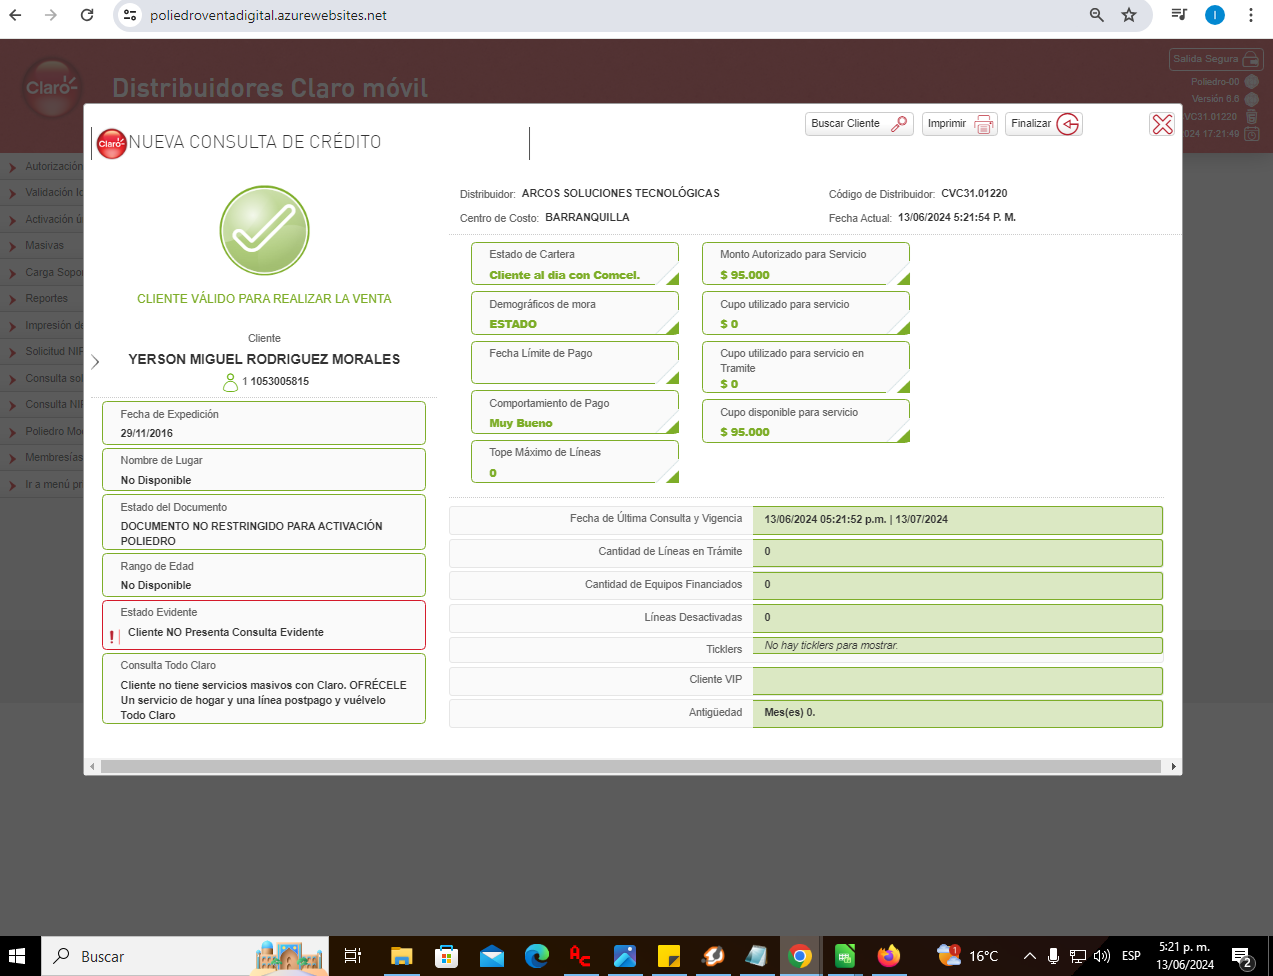 poliedroventadigital.azurewebsites.net
I
Claro
Distribuidores Claro móvil
Salida Segura
Poliedro-00
Versión 6.8
VC31.01220
024 17:21:49
Autorización
Validación
Activación
Masivas
Carga
Reportes
Impresión de
Solicitud NIP
Consulta
Consulta NIP
Poliedro
Membresías
Ir a menú
Claro
NUEVA CONSULTA DE CRÉDITO
Buscar Cliente
Imprimir
Finalizar
CLIENTE VÁLIDO PARA REALIZAR LA VENTA
Cliente
YERSON MIGUEL RODRIGUEZ MORALES
1 1053005815
Fecha de Expedición
29/11/2016
Nombre de Lugar
No Disponible
Estado del Documento
DOCUMENTO NO RESTRINGIDO PARA ACTIVACIÓN
POLIEDRO
Rango de Edad
No Disponible
Estado Evidente
! Cliente NO Presenta Consulta Evidente
Consulta Todo Claro
Cliente no tiene servicios masivos con Claro. OFRÉCELE
Un servicio de hogar y una línea postpago y vuélvelo
Todo Claro
Distribuidor: ARCOS SOLUCIONES TECNOLÓGICAS
Código de Distribuidor: CVC31.01220
Centro de Costo: BARRANQUILLA
Fecha Actual: 13/06/2024 5:21:54 P. M.
Estado de Cartera
Cliente al dia con Comcel.
Demográficos de mora
ESTADO
Fecha Límite de Pago
Comportamiento de Pago
Muy Bueno
Tope Máximo de Líneas
0
Monto Autorizado para Servicio
$ 95.000
Cupo utilizado para servicio
$ 0
Cupo utilizado para servicio en
Tramite
$ 0
Cupo disponible para servicio
$ 95.000
Fecha de Última Consulta y Vigencia 13/06/2024 05:21:52 p.m. | 13/07/2024
Cantidad de Líneas en Trámite 0
Cantidad de Equipos Financiados 0
Líneas Desactivadas 0
Ticklers No hay ticklers para mostrar.
Cliente VIP
Antigüedad Mes(es) 0.
Buscar
1
16°C
ESP
5:21 p. m.
13/06/2024
2